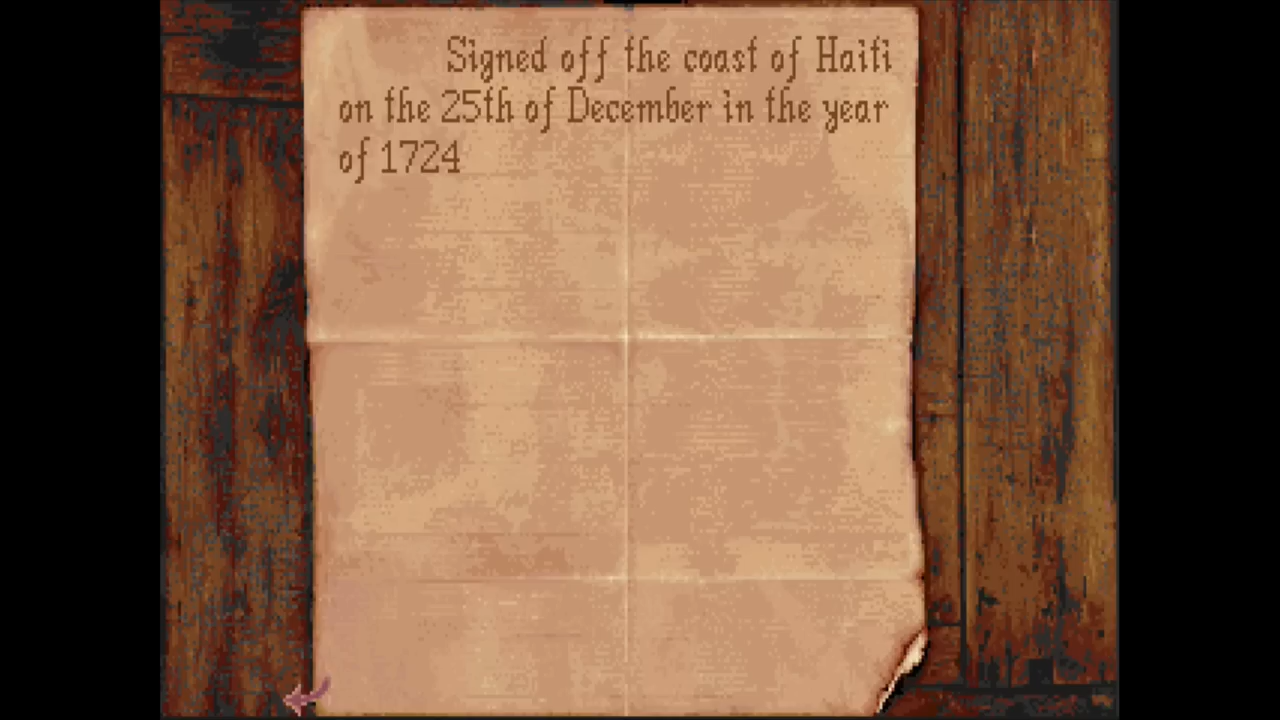 Signed off the coast of Haiti
on the 25th of December in the year
of 1724